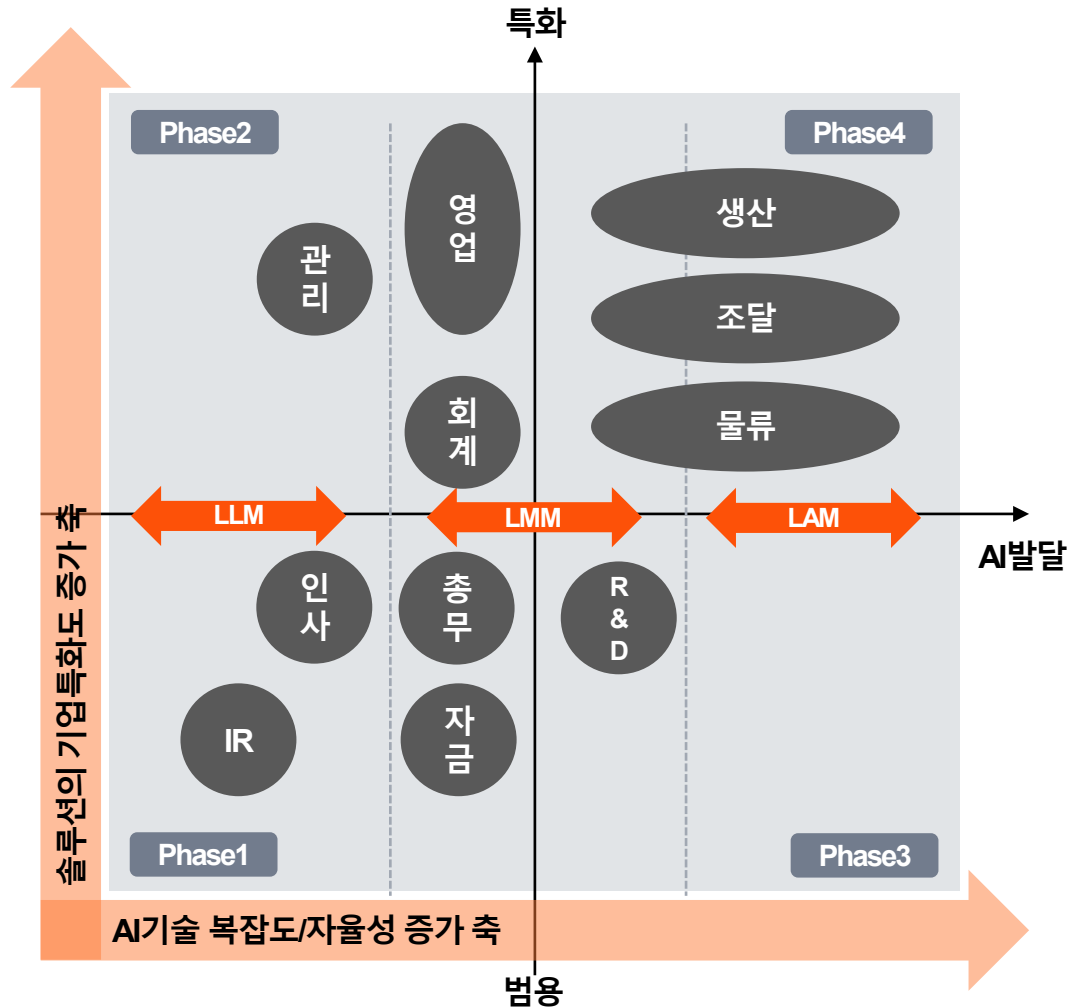 특화
Phase2
Phase4
영
업
생산
관
리
조달
회
계
물류
LLM
LMM
LAM
AI발달
인
사
총
무
R
&
D
IR
자
금
Phase1
Phase3
솔루션의 기업특화도 증가 축
AI기술 복잡도/자율성 증가 축
범용